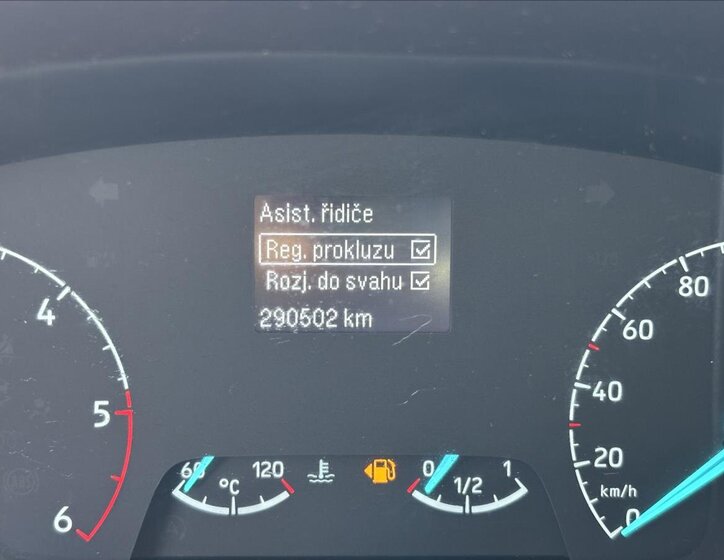 Asist. řidiče
Reg. prokluzu
Rozj. do svahu
290502 km
4
5
6
60
°C
120
0
1/2
1
80
60
40
20
km/h
0